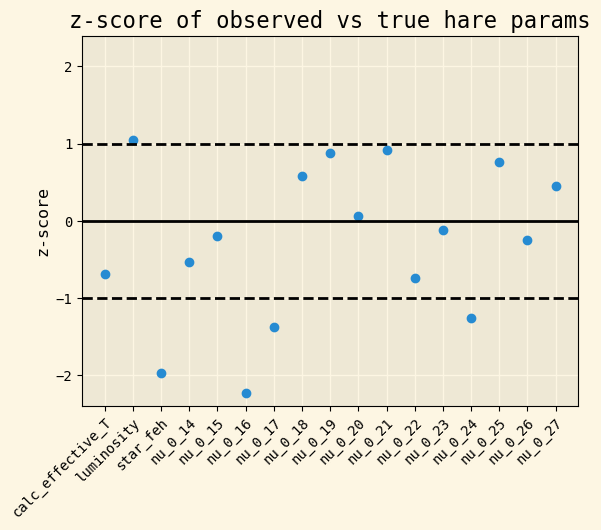 z-score of observed vs true hare params
z-score
2
1
0
−1
−2
calc_effective_T
luminosity
star_feh
nu_0_14
nu_0_15
nu_0_16
nu_0_17
nu_0_18
nu_0_19
nu_0_20
nu_0_21
nu_0_22
nu_0_23
nu_0_24
nu_0_25
nu_0_26
nu_0_27